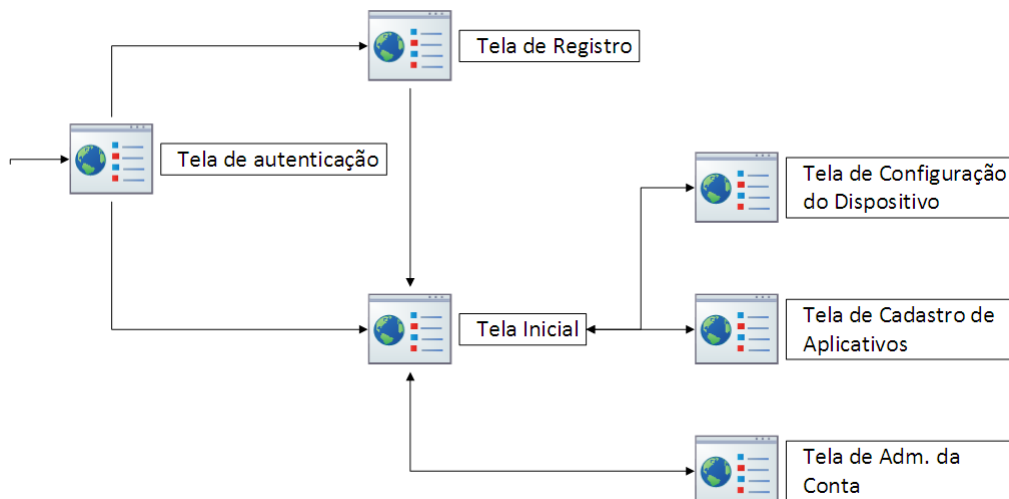 Tela de Registro
Tela de autenticação
Tela de Configuração
do Dispositivo
Tela Inicial
Tela de Cadastro de
Aplicativos
Tela de Adm. da
Conta